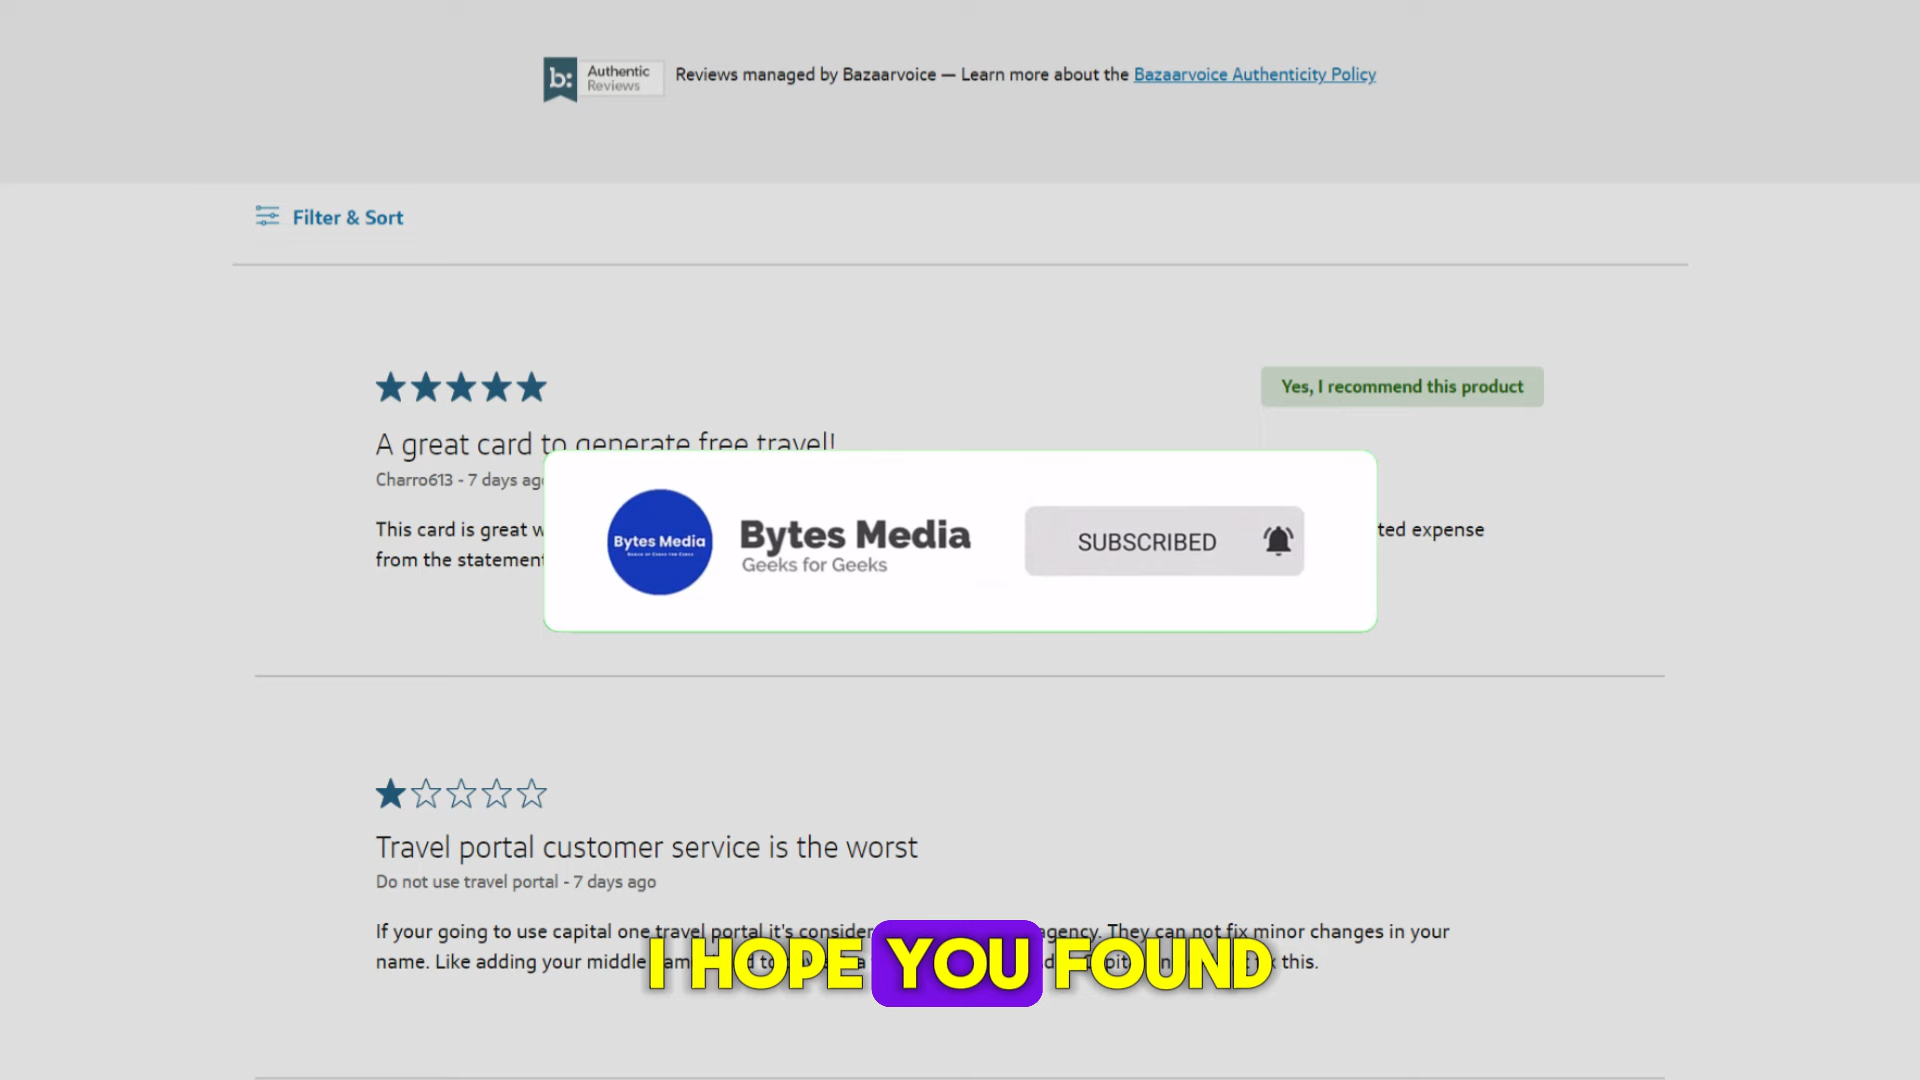 b: Authentic Reviews
Reviews managed by Bazaarvoice — Learn more about the Bazaarvoice Authenticity Policy
Filter & Sort
Yes, I recommend this product
A great card to generate free travel!
Charro613 - 7 days ago
This card is great
ted expense
from the statement
Bytes Media
Bytes Media
Geeks for Geeks
SUBSCRIBED
Travel portal customer service is the worst
Do not use travel portal - 7 days ago
If your going to use capital one travel portal it's agency. They can not fix minor changes in your
name. Like adding your middle this.
I HOPE YOU FOUND